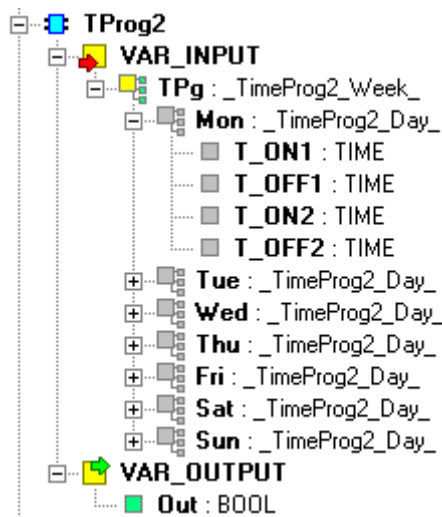 TProg2
VAR_INPUT
TPg : _TimeProg2_Week_
Mon : _TimeProg2_Day_
T_ON1 : TIME
T_OFF1 : TIME
T_ON2 : TIME
T_OFF2 : TIME
Tue : _TimeProg2_Day_
Wed : _TimeProg2_Day_
Thu : _TimeProg2_Day_
Fri : _TimeProg2_Day_
Sat : _TimeProg2_Day_
Sun : _TimeProg2_Day_
VAR_OUTPUT
Out : BOOL